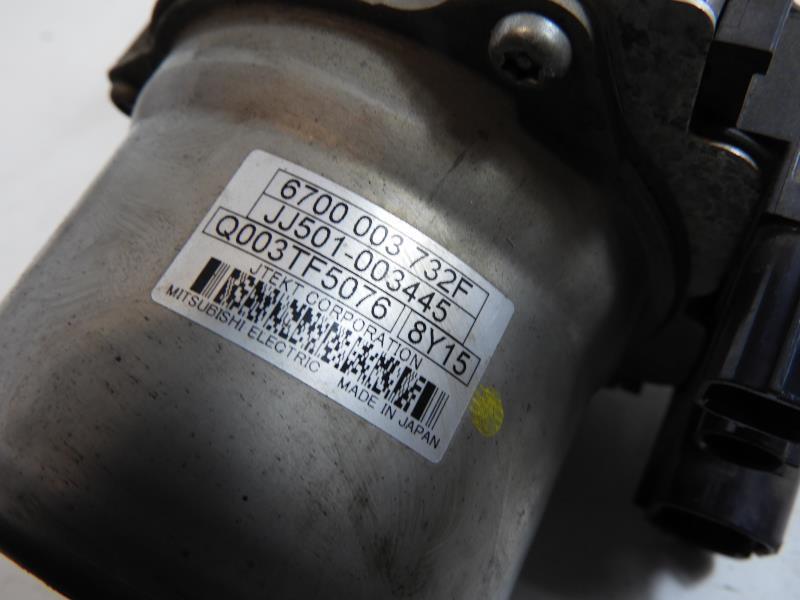 6700 003 732F
JJ501-003445
Q003TF5076 8Y15
JTEKT CORPORATION
MITSUBISHI ELECTRIC MADE IN JAPAN